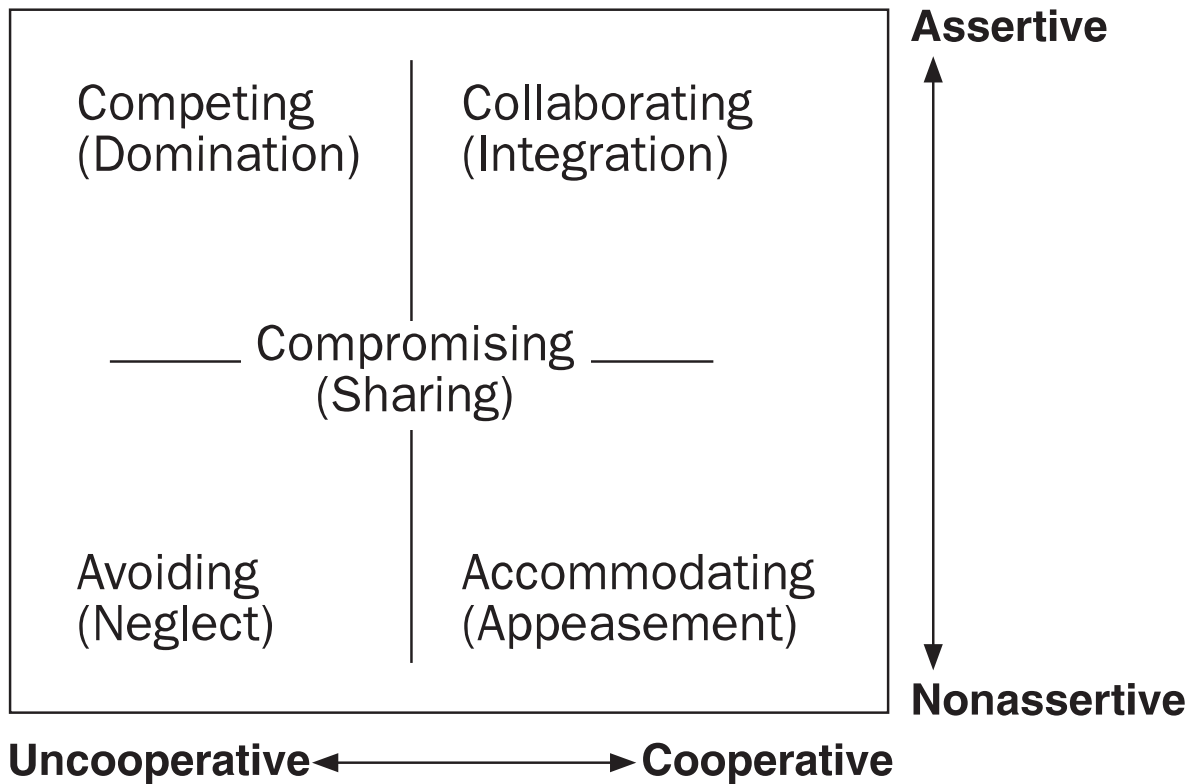 Assertive
Competing
(Domination)
Collaborating
(Integration)
Compromising
(Sharing)
Avoiding
(Neglect)
Accommodating
(Appeasement)
Nonassertive
Uncooperative
Cooperative